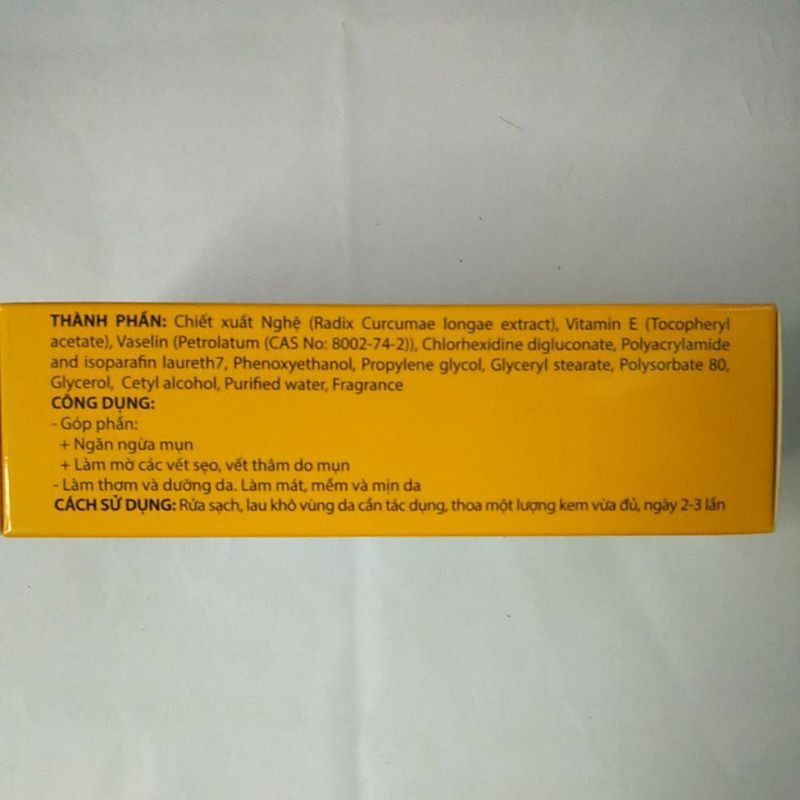 THÀNH PHẦN: Chiết xuất Nghệ (Radix Curcumae longae extract), Vitamin E (Tocopheryl
acetate), Vaselin (Petrolatum (CAS No: 8002-74-2)), Chlorhexidine digluconate, Polyacrylamide
and isoparafin laureth7, Phenoxyethanol, Propylene glycol, Glyceryl stearate, Polysorbate 80,
Glycerol, Cetyl alcohol, Purified water, Fragrance
CÔNG DỤNG:
- Góp phần:
+ Ngăn ngừa mụn
+ Làm mờ các vết sẹo, vết thâm do mụn
- Làm thơm và dưỡng da. Làm mát, mềm và mịn da
CÁCH SỬ DỤNG: Rửa sạch, lau khô vùng da cần tác dụng, thoa một lượng kem vừa đủ, ngày 2-3 lần